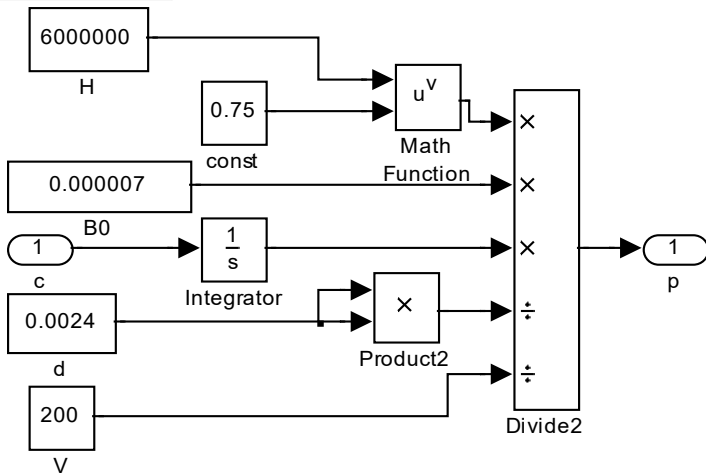 6000000
H
0.75
const
u^v
Math
Function
×
0.000007
B0
×
1
c
1
s
Integrator
×
1
p
0.0024
d
×
Product2
÷
200
V
÷
Divide2